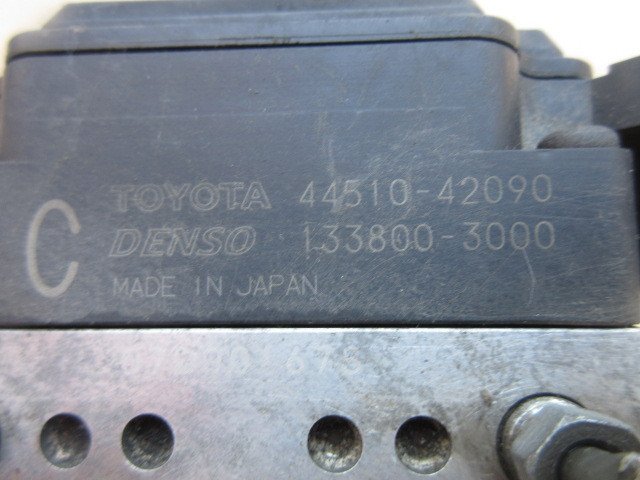 C
TOYOTA 44510-42090
DENSO 133800-3000
MADE IN JAPAN